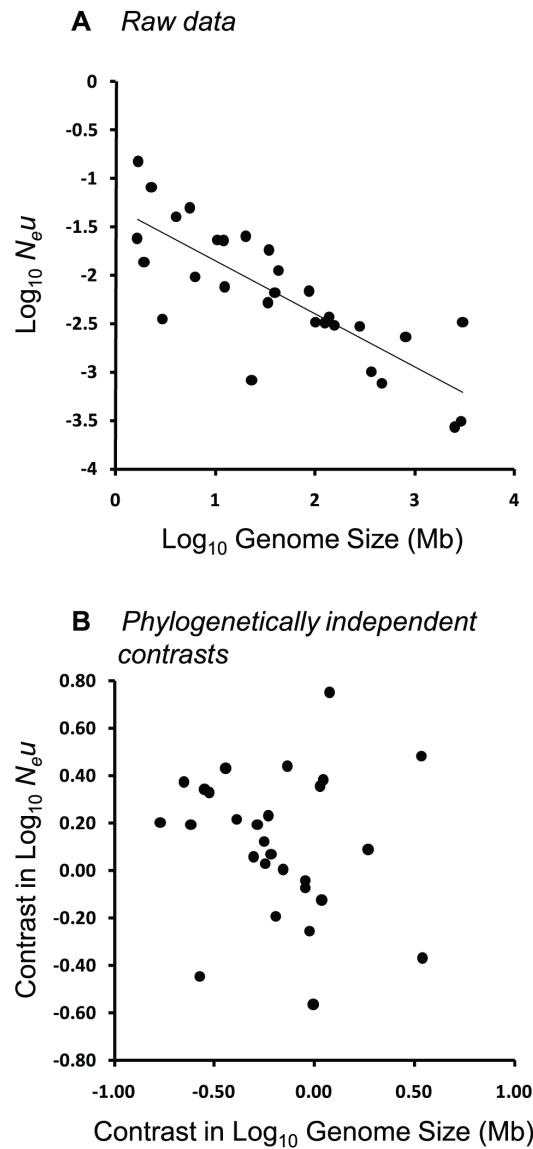 A Raw data
0
-0.5
-1
-1.5
-2
-2.5
-3
-3.5
-4
Log10 Neu
0 1 2 3 4
Log10 Genome Size (Mb)
B Phylogenetically independent
contrasts
0.80
0.60
0.40
0.20
0.00
-0.20
-0.40
-0.60
-0.80
Contrast in Log10 Neu
-1.00 -0.50 0.00 0.50 1.00
Contrast in Log10 Genome Size (Mb)